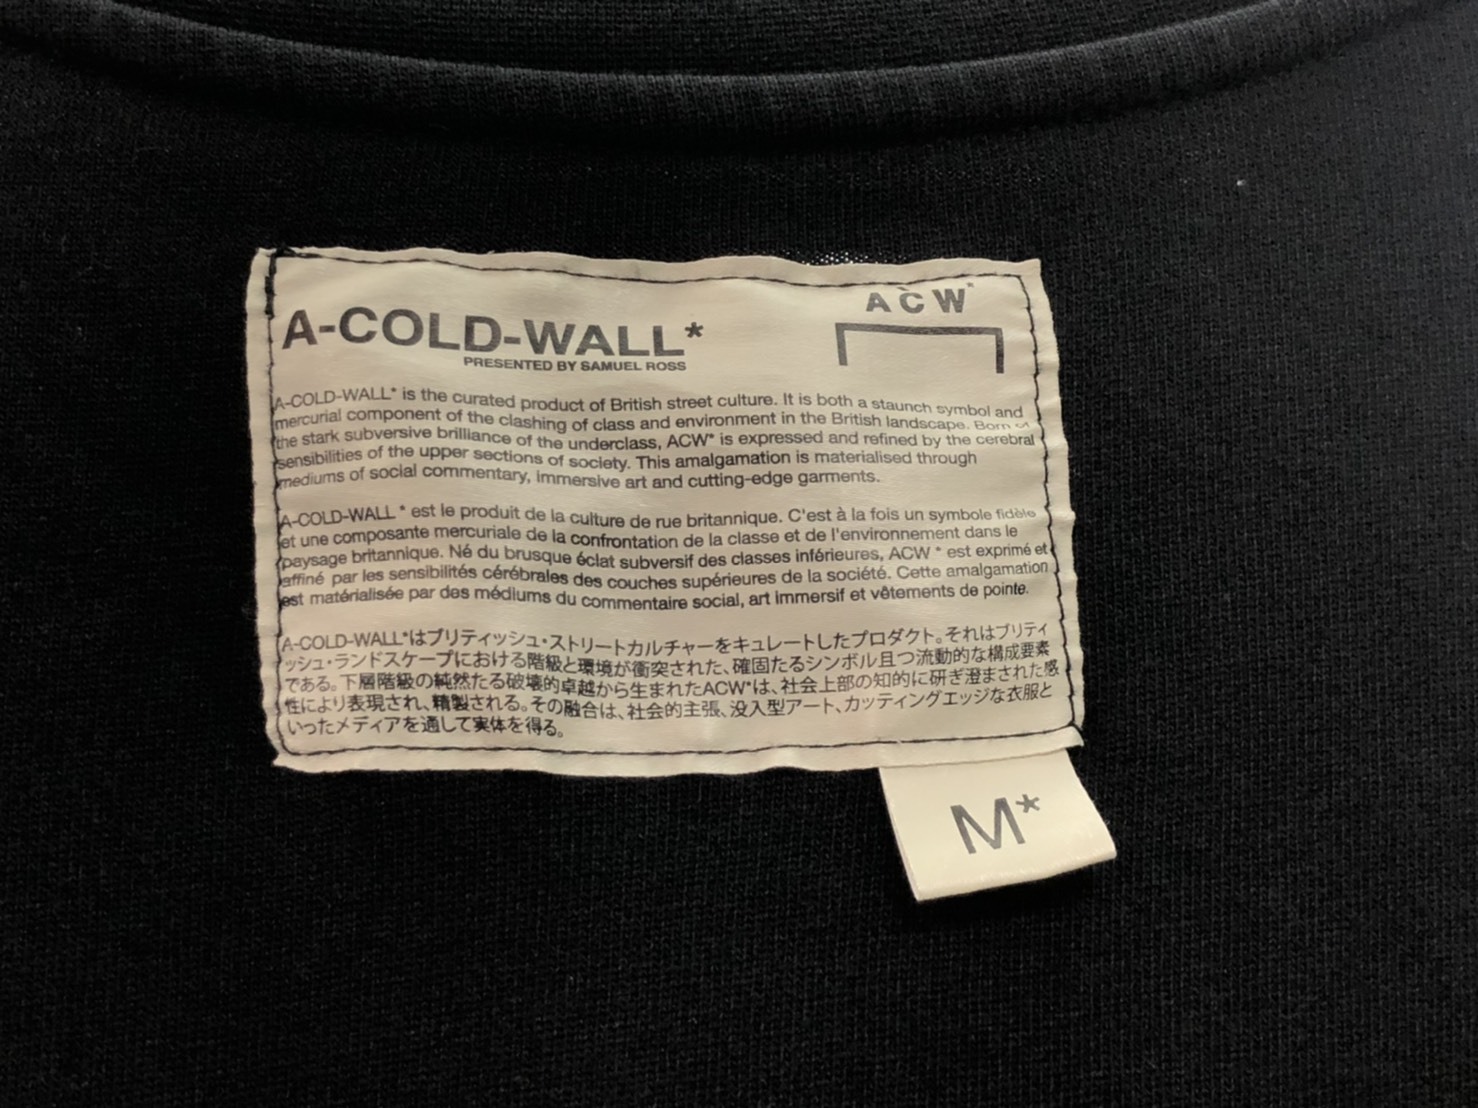 A-COLD-WALL*
PRESENTED BY SAMUEL ROSS
ACW*
A-COLD-WALL* is the curated product of British street culture. It is both a staunch symbol and
mercurial component of the clashing of class and environment in the British landscape. Born of
the stark subversive brilliance of the underclass, ACW* is expressed and refined by the cerebral
sensibilities of the upper sections of society. This amalgamation is materialised through
mediums of social commentary, immersive art and cutting-edge garments.
A-COLD-WALL * est le produit de la culture de rue britannique. C'est à la fois un symbole fidèle
et une composante mercuriale de la confrontation de la classe et de l'environnement dans le
paysage britannique. Né du brusque éclat subversif des classes inférieures, ACW * est exprimé et
affiné par les sensibilités cérébrales des couches supérieures de la société. Cette amalgamation
est matérialisée par des médiums du commentaire social, art immersif et vêtements de pointe.
A-COLD-WALL*はブリティッシュ・ストリートカルチャーをキュレートしたプロダクト。それはブリティ
ッシュ・ランドスケープにおける階級と環境が衝突された、確固たるシンボル且つ流動的な構成要素
である。下層階級の純然たる破壊的卓越から生まれたACW*は、社会上部の知的に研ぎ澄まされた感
性により表現され、精製される。その融合は、社会的主張、没入型アート、カッティングエッジな衣服と
いったメディアを通して実体を得る。
M*